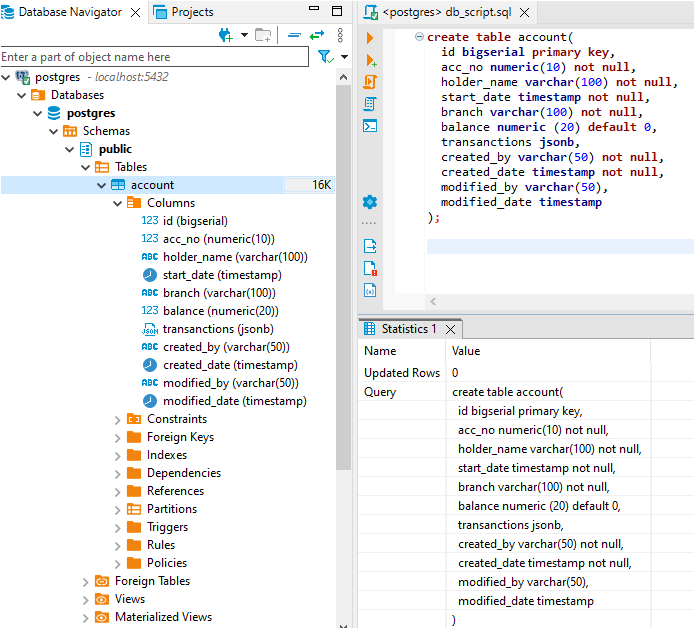 Database Navigator
Projects
Enter a part of object name here
postgres - localhost:5432
Databases
postgres
Schemas
public
Tables
account 16K
Columns
123 id (bigserial)
123 acc_no (numeric(10))
ABC holder_name (varchar(100))
start_date (timestamp)
ABC branch (varchar(100))
123 balance (numeric(20))
JSON transanctions (jsonb)
ABC created_by (varchar(50))
created_date (timestamp)
ABC modified_by (varchar(50))
modified_date (timestamp)
Constraints
Foreign Keys
Indexes
Dependencies
References
Partitions
Triggers
Rules
Policies
Foreign Tables
Views
Materialized Views
<postgres> db_script.sql
create table account(
id bigserial primary key,
acc_no numeric(10) not null,
holder_name varchar(100) not null,
start_date timestamp not null,
branch varchar(100) not null,
balance numeric (20) default 0,
transanctions jsonb,
created_by varchar(50) not null,
created_date timestamp not null,
modified_by varchar(50),
modified_date timestamp
);
Statistics 1
Name Value
Updated Rows 0
Query create table account(
id bigserial primary key,
acc_no numeric(10) not null,
holder_name varchar(100) not null,
start_date timestamp not null,
branch varchar(100) not null,
balance numeric (20) default 0,
transanctions jsonb,
created_by varchar(50) not null,
created_date timestamp not null,
modified_by varchar(50),
modified_date timestamp
)